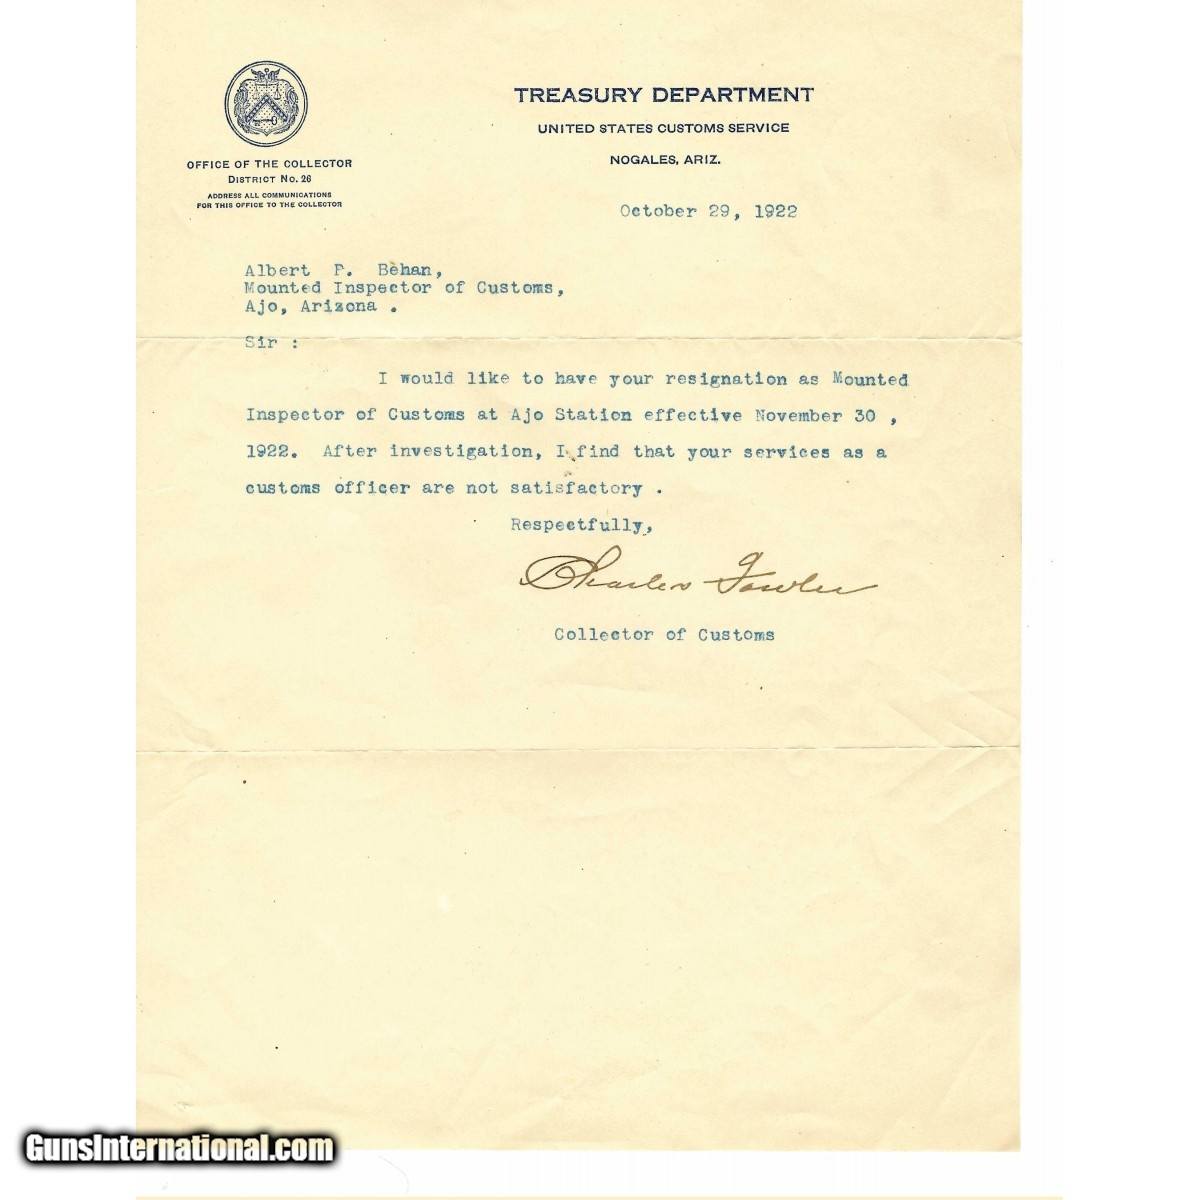 TREASURY DEPARTMENT
UNITED STATES CUSTOMS SERVICE
NOGALES, ARIZ.
OFFICE OF THE COLLECTOR
DISTRICT No. 26
ADDRESS ALL COMMUNICATIONS
FOR THIS OFFICE TO THE COLLECTOR
October 29, 1922
Albert P. Behan,
Mounted Inspector of Customs,
Ajo, Arizona .
Sir :
I would like to have your resignation as Mounted
Inspector of Customs at Ajo Station effective November 30 ,
1922. After investigation, I find that your services as a
customs officer are not satisfactory .
Respectfully,
Charles Fowler
Collector of Customs
GunsInternational.com